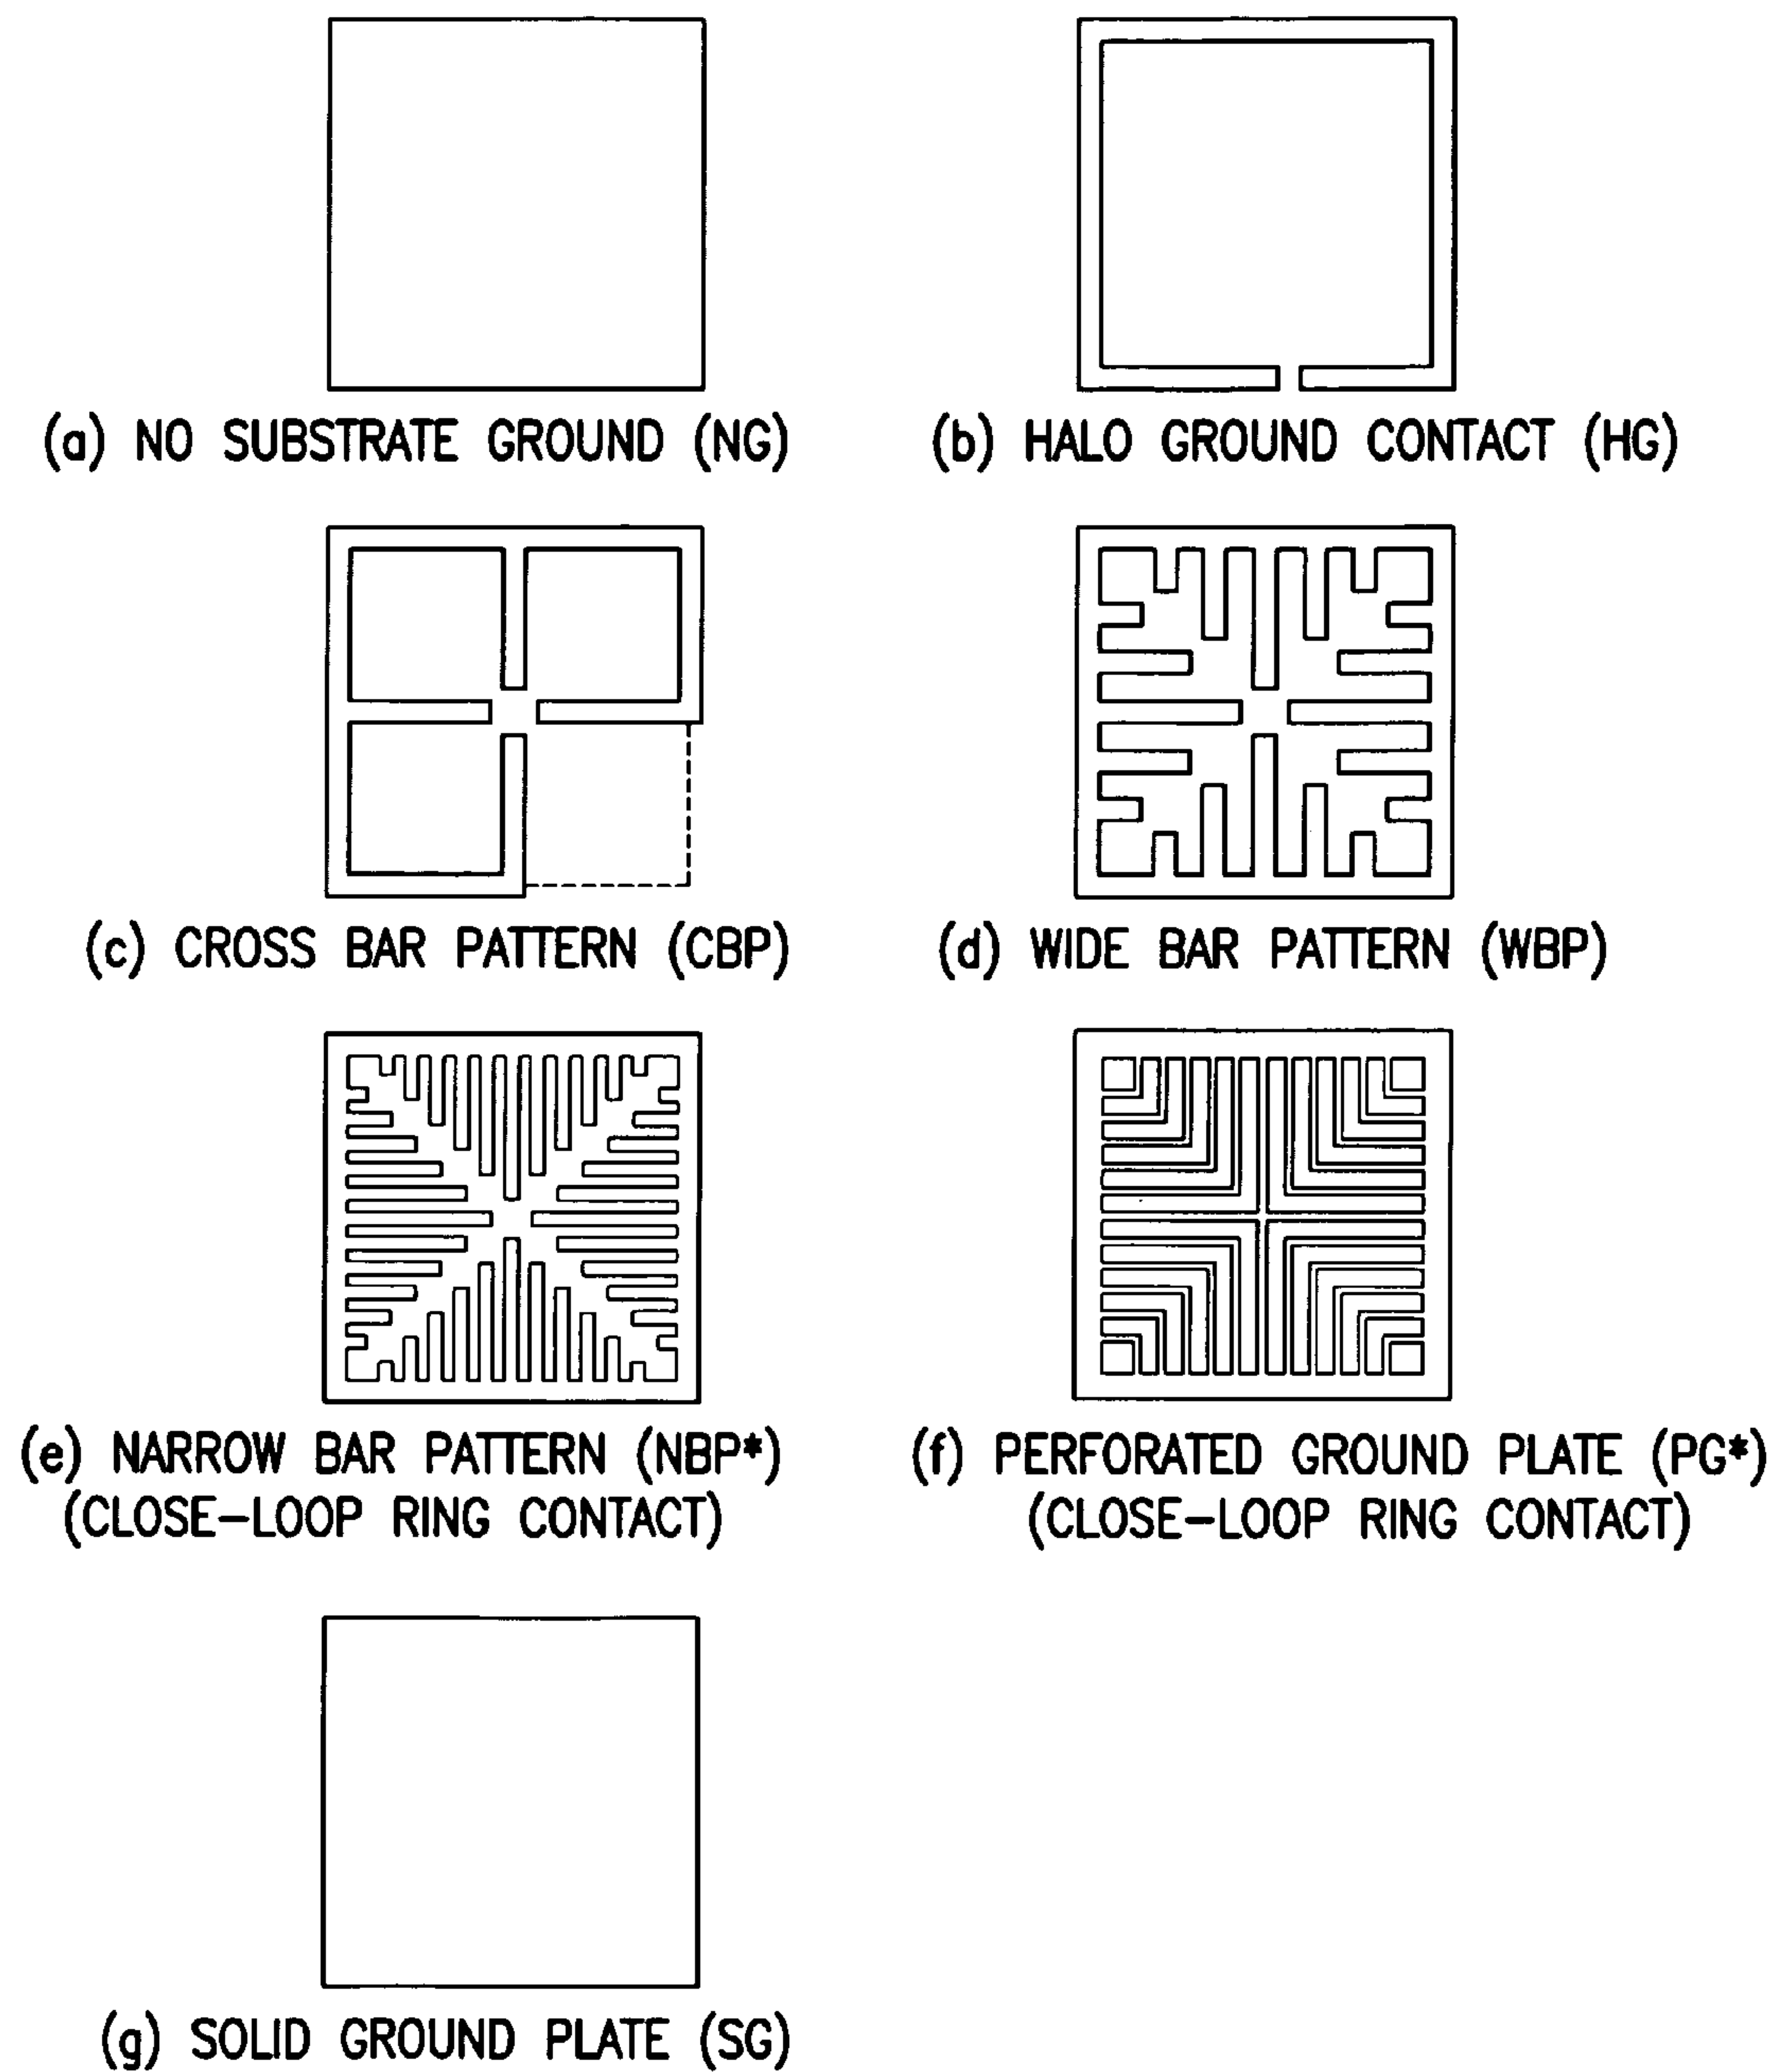 (a) NO SUBSTRATE GROUND (NG)
(b) HALO GROUND CONTACT (HG)
(c) CROSS BAR PATTERN (CBP)
(d) WIDE BAR PATTERN (WBP)
(e) NARROW BAR PATTERN (NBP*)
(CLOSE-LOOP RING CONTACT)
(f) PERFORATED GROUND PLATE (PG*)
(CLOSE-LOOP RING CONTACT)
(g) SOLID GROUND PLATE (SG)